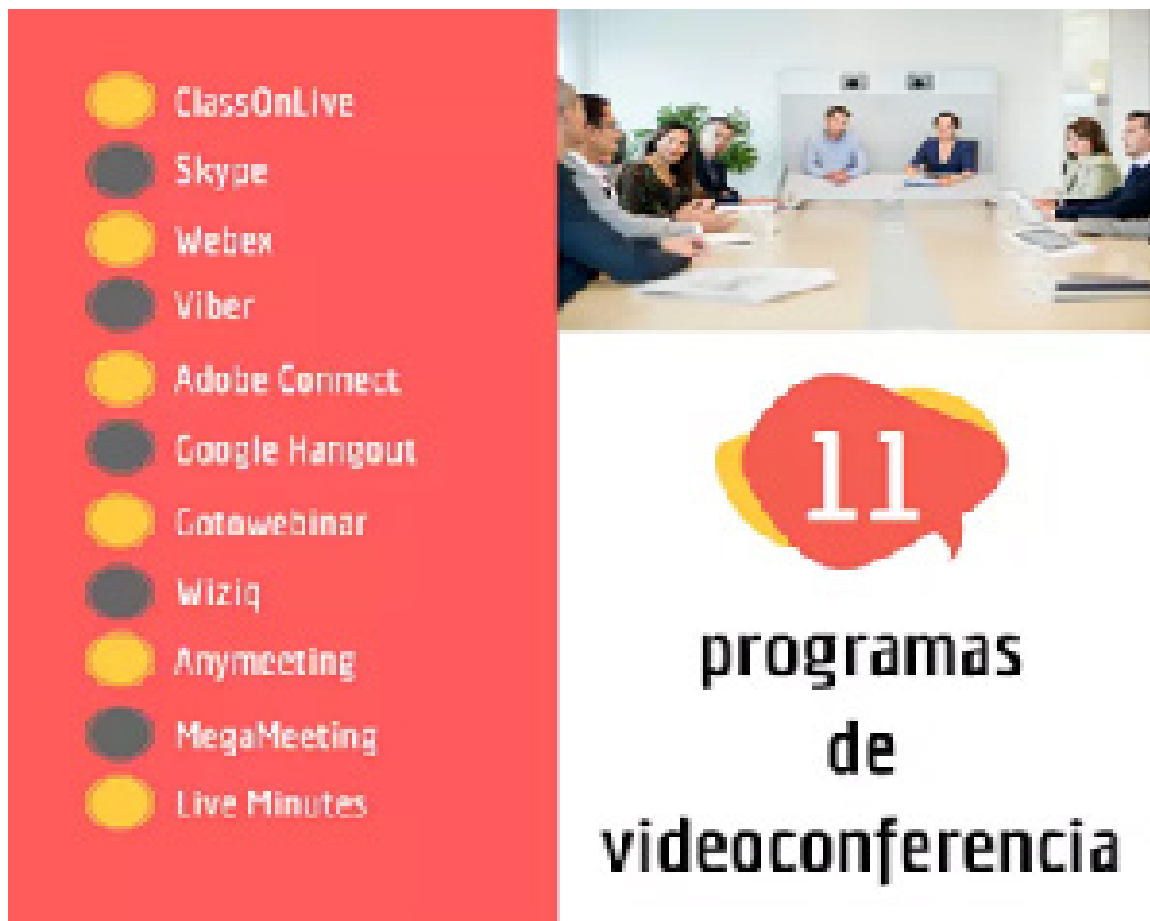 ClassOnLive
Skype
Webex
Viber
Adobe Connect
Google Hangout
Gotowebinar
Wiziq
Anymeeting
MegaMeeting
Live Minutes
11
programas
de
videoconferencia